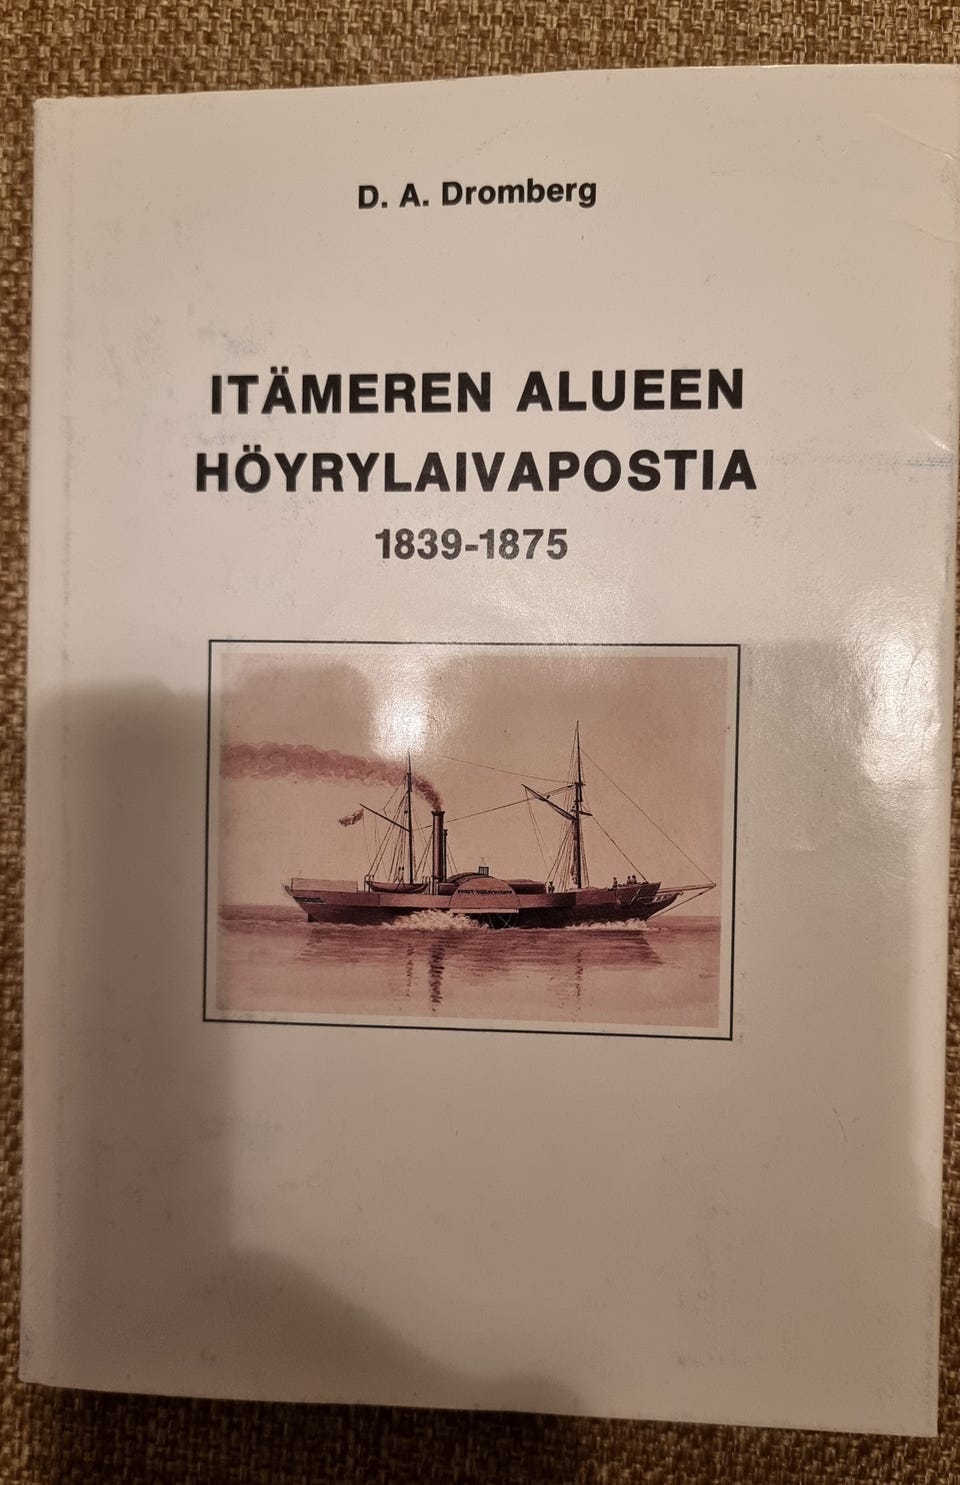 D. A. Dromberg
ITÄMEREN ALUEEN
HÖYRYLAIVAPOSTIA
1839-1875